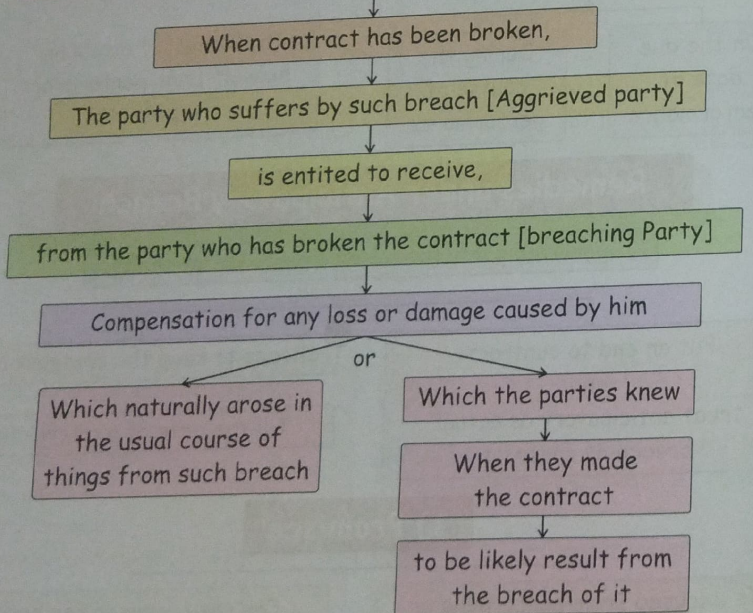 When contract has been broken,
The party who suffers by such breach [Aggrieved party]
is entited to receive,
from the party who has broken the contract [breaching Party]
Compensation for any loss or damage caused by him
or
Which naturally arose in
the usual course of
things from such breach
Which the parties knew
When they made
the contract
to be likely result from
the breach of it